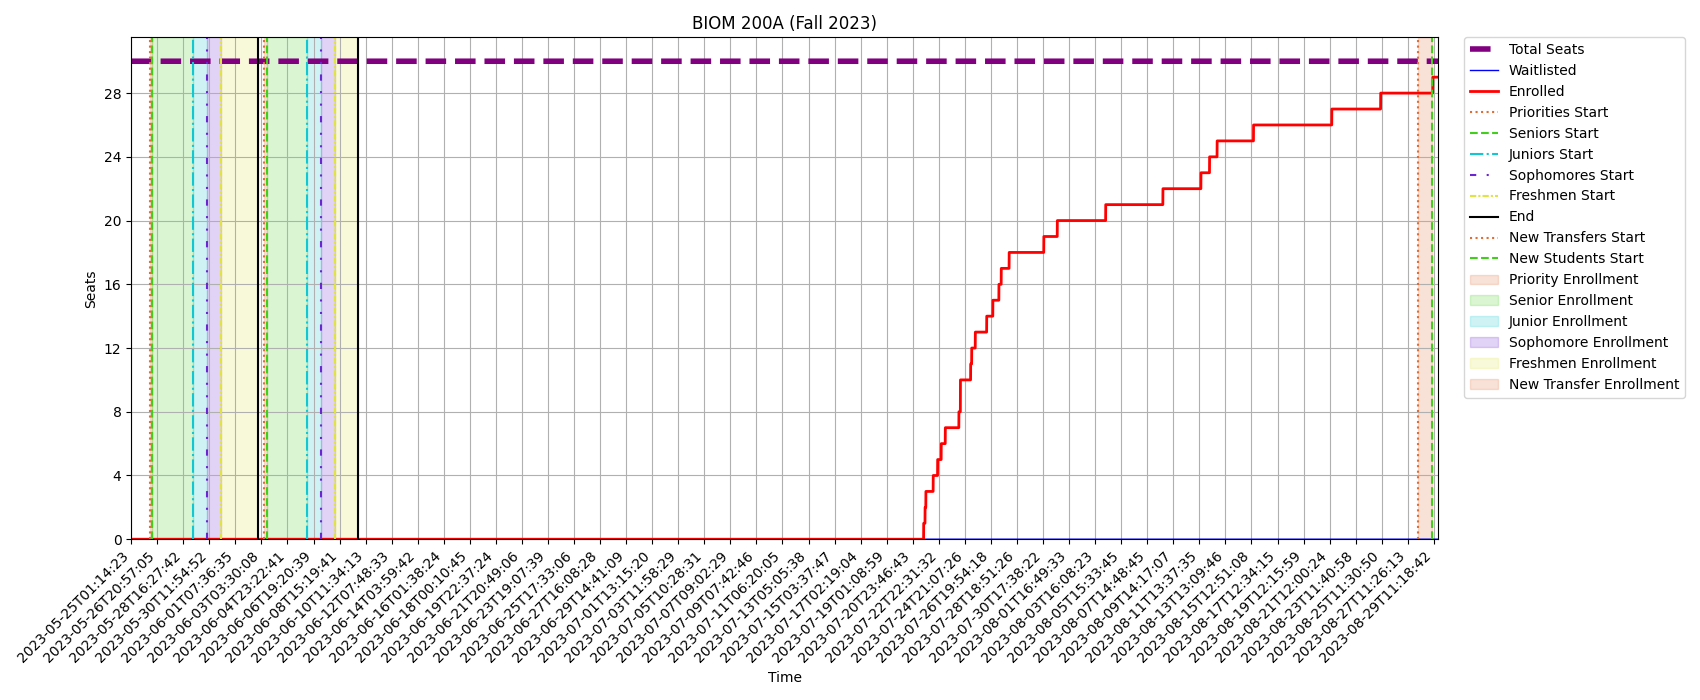 BIOM 200A (Fall 2023)
Seats
28
24
20
16
12
8
4
0
2023-05-25T01:14:23
2023-05-26T20:57:05
2023-05-28T16:27:42
2023-05-30T11:54:52
2023-06-01T07:36:35
2023-06-03T03:30:09
2023-06-04T23:22:41
2023-06-06T19:20:39
2023-06-08T15:19:41
2023-06-10T11:34:13
2023-06-12T07:48:33
2023-06-14T03:59:42
2023-06-16T01:38:24
2023-06-18T00:10:45
2023-06-19T22:37:24
2023-06-21T20:49:06
2023-06-23T19:07:39
2023-06-25T17:33:06
2023-06-27T16:08:28
2023-06-29T14:41:09
2023-07-01T13:15:20
2023-07-03T11:58:29
2023-07-05T10:28:31
2023-07-07T09:02:29
2023-07-09T07:42:46
2023-07-11T06:20:05
2023-07-13T05:05:38
2023-07-15T03:37:47
2023-07-17T02:19:04
2023-07-19T01:08:59
2023-07-20T23:46:43
2023-07-22T22:31:32
2023-07-24T21:07:26
2023-07-26T19:54:18
2023-07-28T18:51:26
2023-07-30T17:38:22
2023-08-01T16:49:33
2023-08-03T16:08:23
2023-08-05T15:33:45
2023-08-07T14:48:45
2023-08-09T14:17:07
2023-08-11T13:37:35
2023-08-13T13:09:46
2023-08-15T12:51:08
2023-08-17T12:34:15
2023-08-19T12:15:59
2023-08-21T12:00:24
2023-08-23T11:40:58
2023-08-25T11:30:50
2023-08-27T11:26:13
2023-08-29T11:18:42
Time
Total Seats
Waitlisted
Enrolled
Priorities Start
Seniors Start
Juniors Start
Sophomores Start
Freshmen Start
End
New Transfers Start
New Students Start
Priority Enrollment
Senior Enrollment
Junior Enrollment
Sophomore Enrollment
Freshmen Enrollment
New Transfer Enrollment